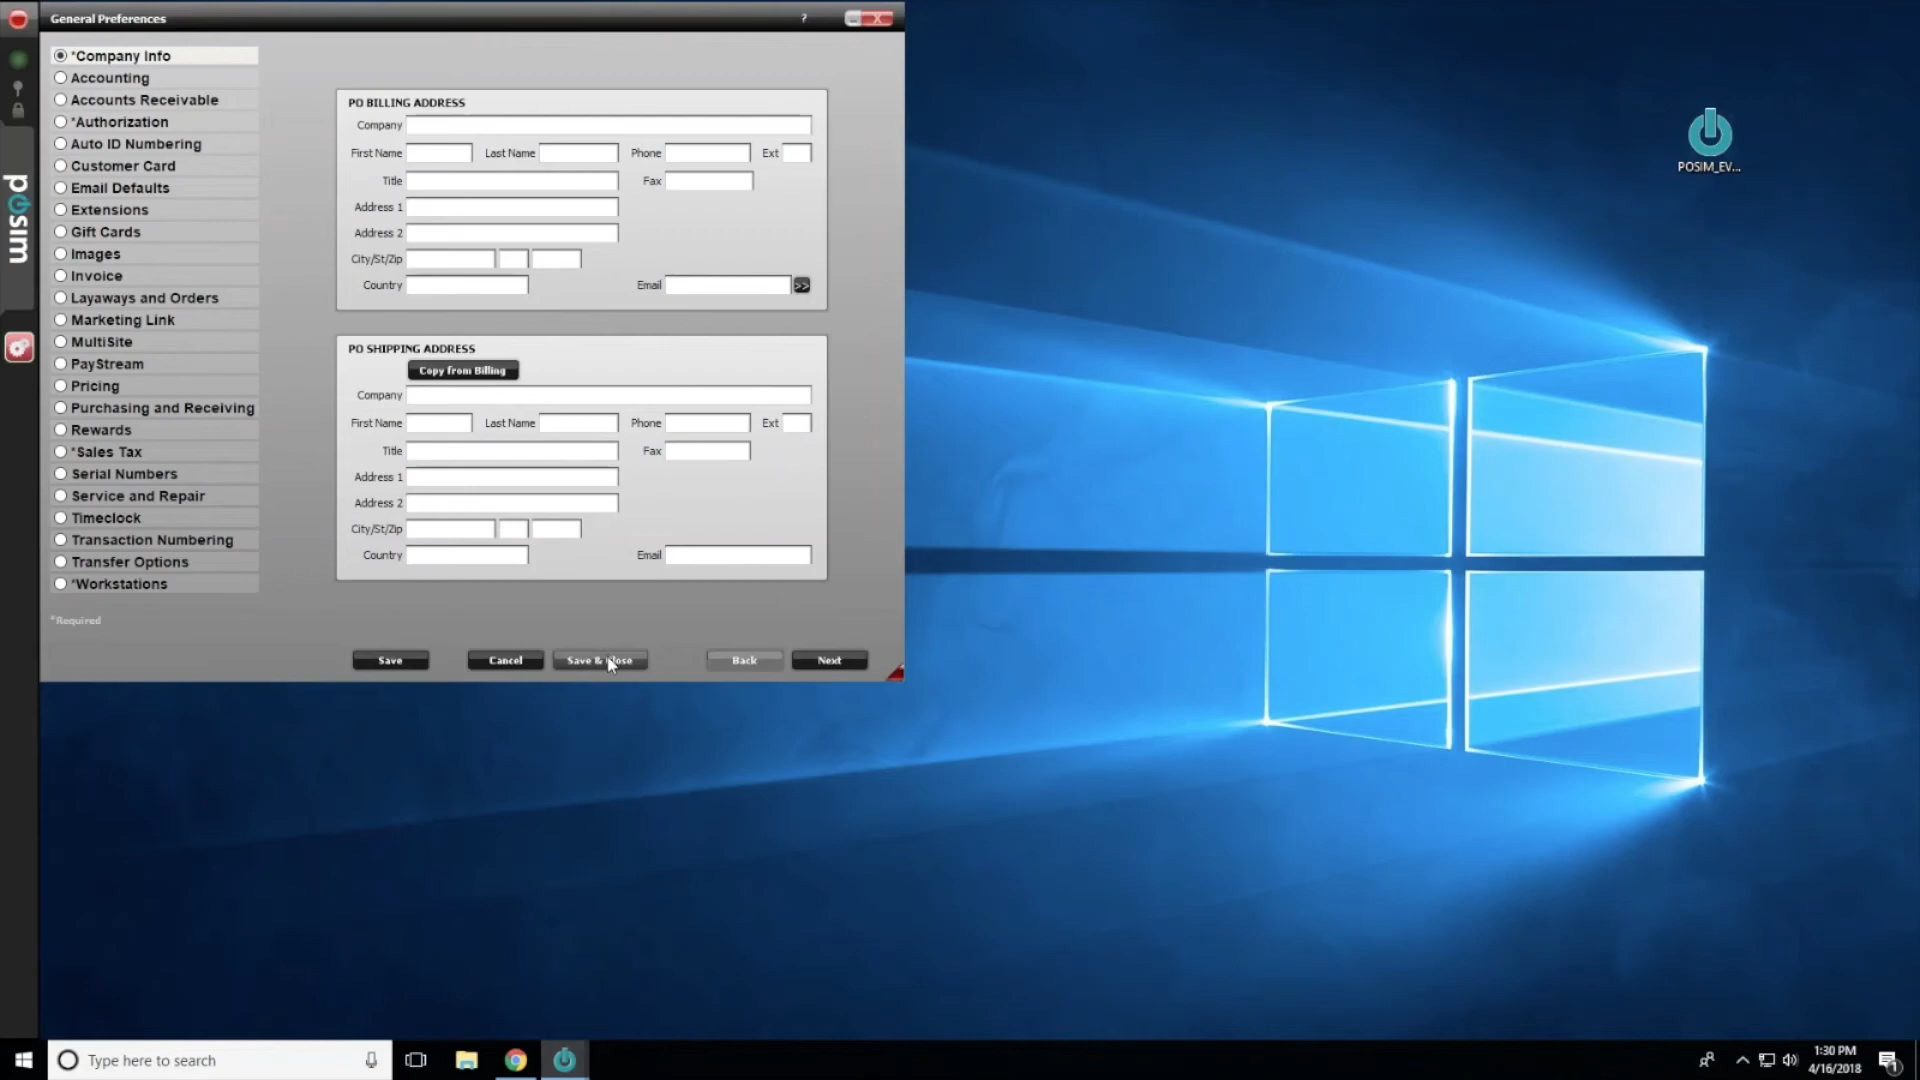 General Preferences
?
X
*Company Info
Accounting
Accounts Receivable
*Authorization
Auto ID Numbering
Customer Card
Email Defaults
Extensions
Gift Cards
Images
Invoice
Layaways and Orders
Marketing Link
MultiSite
PayStream
Pricing
Purchasing and Receiving
Rewards
*Sales Tax
Serial Numbers
Service and Repair
Timeclock
Transaction Numbering
Transfer Options
*Workstations
*Required
posim
PO BILLING ADDRESS
Company
First Name Last Name Phone Ext
Title Fax
Address 1
Address 2
City/St/Zip
Country Email >>
PO SHIPPING ADDRESS
Copy from Billing
Company
First Name Last Name Phone Ext
Title Fax
Address 1
Address 2
City/St/Zip
Country Email
Save Cancel Save & Close Back Next
POSIM_EV...
Type here to search
1:30 PM
4/16/2018
1